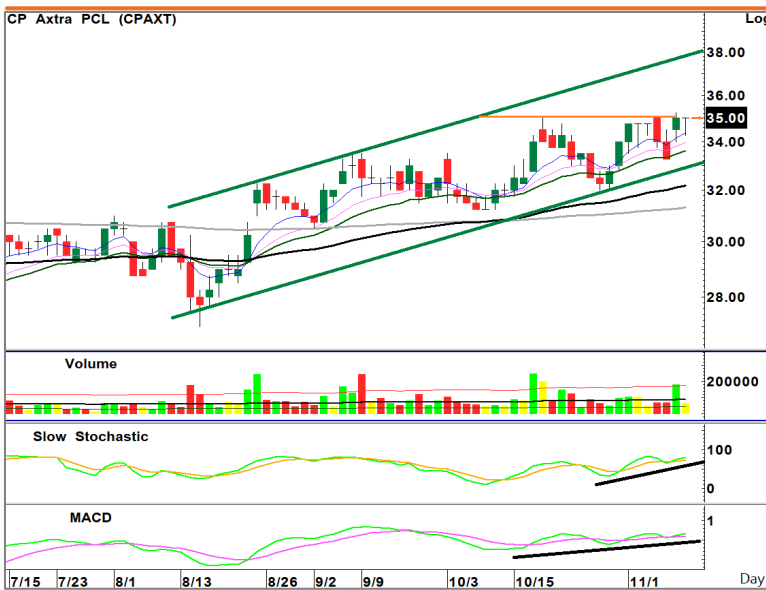 CP Axtra PCL (CPAXT)
38.00
36.00
35.00
34.00
32.00
30.00
28.00
Volume
200000
Slow Stochastic
100
0
MACD
1
7/15 7/23 8/1 8/13 8/26 9/2 9/9 10/3 10/15 11/1 Day